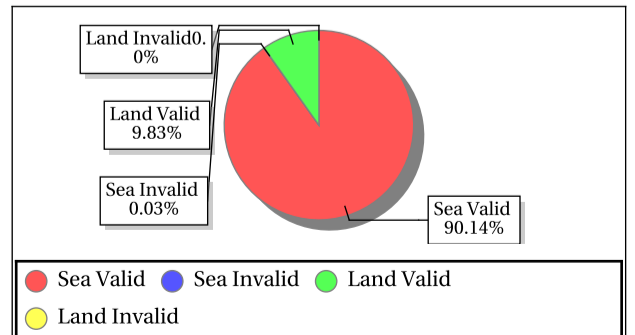 Land Invalid0.
0%
Land Valid
9.83%
Sea Invalid
0.03%
Sea Valid
90.14%
Sea Valid Sea Invalid Land Valid
Land Invalid